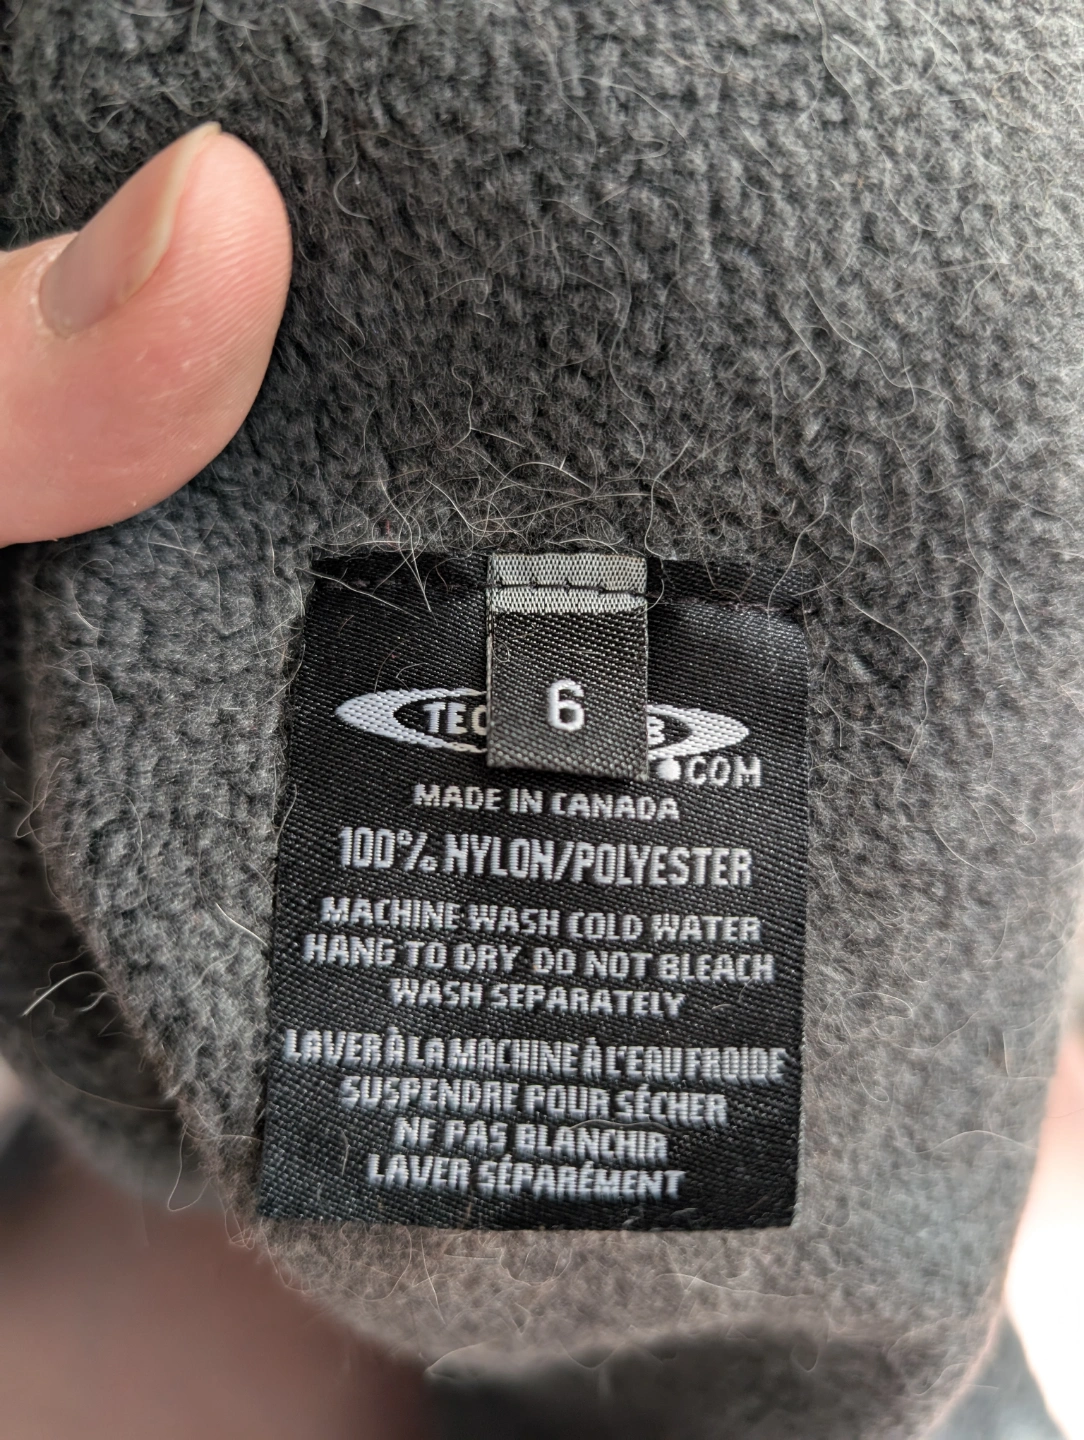 6
.COM
MADE IN CANADA
100% NYLON/POLYESTER
MACHINE WASH COLD WATER
HANG TO DRY DO NOT BLEACH
WASH SEPARATELY
LAVER À LA MACHINE À L'EAU FROIDE
SUSPENDRE POUR SÉCHER
NE PAS BLANCHIR
LAVER SÉPARÉMENT